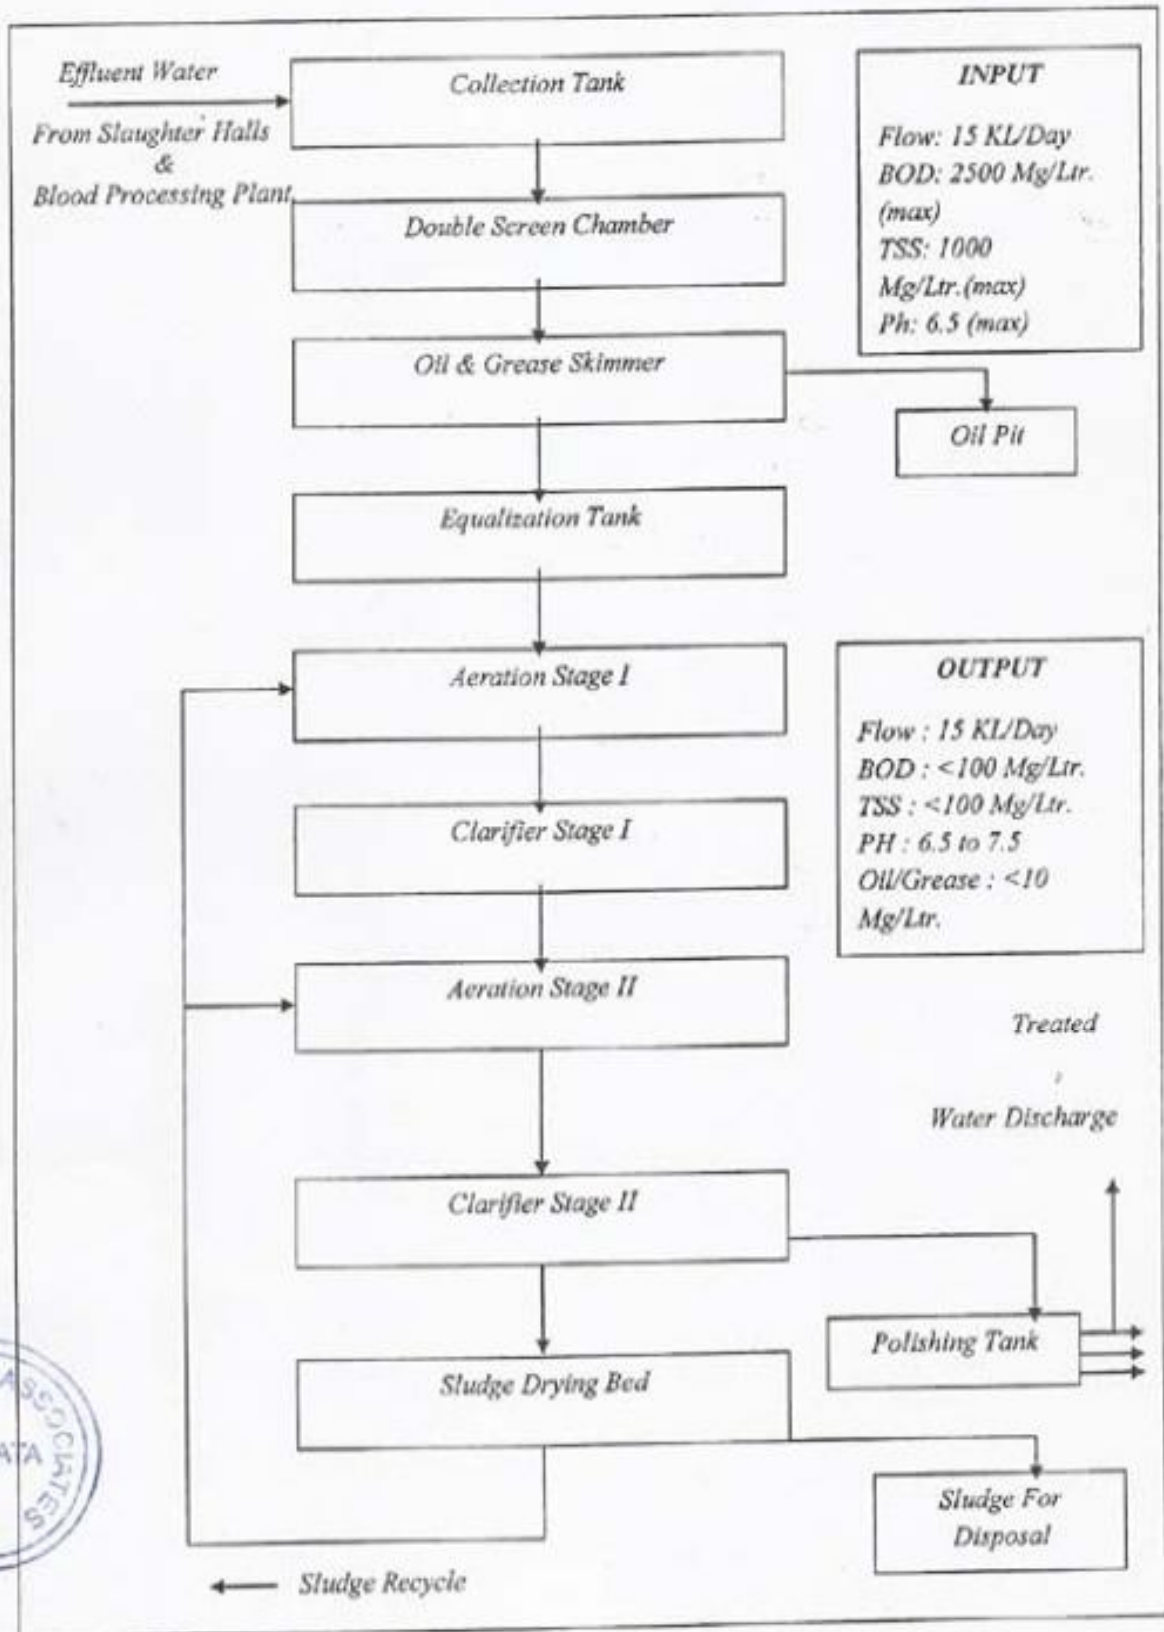 Effluent Water
From Slaughter Halls
&
Blood Processing Plant
Collection Tank
INPUT
Flow: 15 KL/Day
BOD: 2500 Mg/Ltr.
(max)
TSS: 1000
Mg/Ltr.(max)
Ph: 6.5 (max)
Double Screen Chamber
Oil & Grease Skimmer
Oil Pit
Equalization Tank
Aeration Stage I
OUTPUT
Flow : 15 KL/Day
BOD : <100 Mg/Ltr.
TSS : <100 Mg/Ltr.
PH : 6.5 to 7.5
Oil/Grease : <10
Mg/Ltr.
Clarifier Stage I
Aeration Stage II
Treated
Water Discharge
Clarifier Stage II
Polishing Tank
Sludge Drying Bed
Sludge For
Disposal
Sludge Recycle
ASSOCIATES